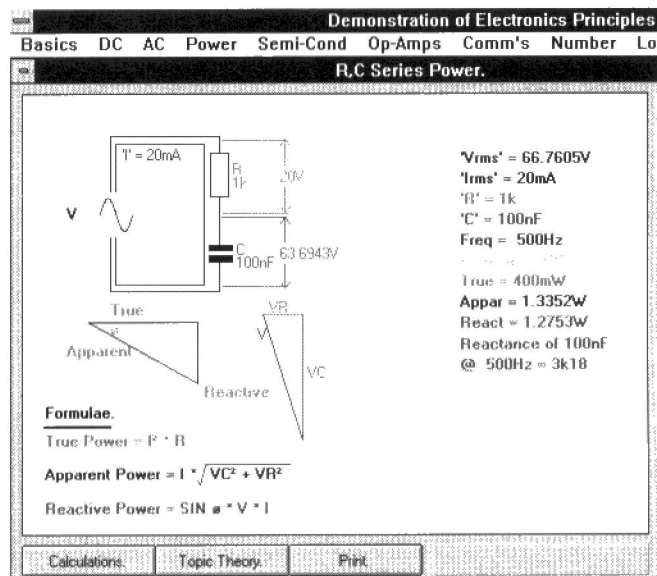 Demonstration of Electronics Principles
Basics DC AC Power Semi-Cond Op-Amps Comm's Number Lo
R,C Series Power.
'I' = 20mA
R
1k
20V
V
C
100nF
63.6943V
'Vrms' = 66.7605V
'Irms' = 20mA
'R' = 1k
'C' = 100nF
Freq = 500Hz
True = 400mW
Appar = 1.3352W
React = 1.2753W
Reactance of 100nF
@ 500Hz = 3k18
True
ø
Apparent
Reactive
VR
V
VC
Formulae.
True Power = I² * R
Apparent Power = I * √VC² + VR²
Reactive Power = SIN ø * V * I
Calculations.
Topic Theory.
Print